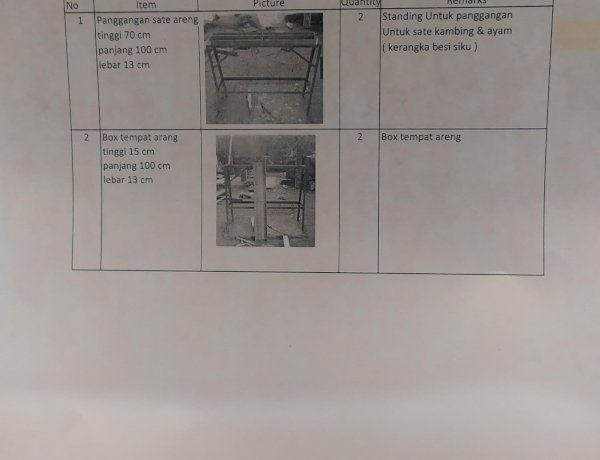 No Item Picture Quantity Remarks
1 Panggangan sate areng 2 Standing Untuk panggangan
tinggi 70 cm Untuk sate kambing & ayam
panjang 100 cm ( kerangka besi siku )
lebar 13 cm
2 Box tempat arang 2 Box tempat areng
tinggi 15 cm
panjang 100 cm
lebar 13 cm